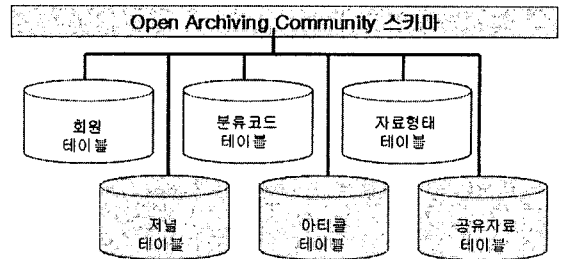 Open Archiving Community 스키마
회원
테이블
분류코드
테이블
자료형태
테이블
저널
테이블
아티클
테이블
공유자료
테이블